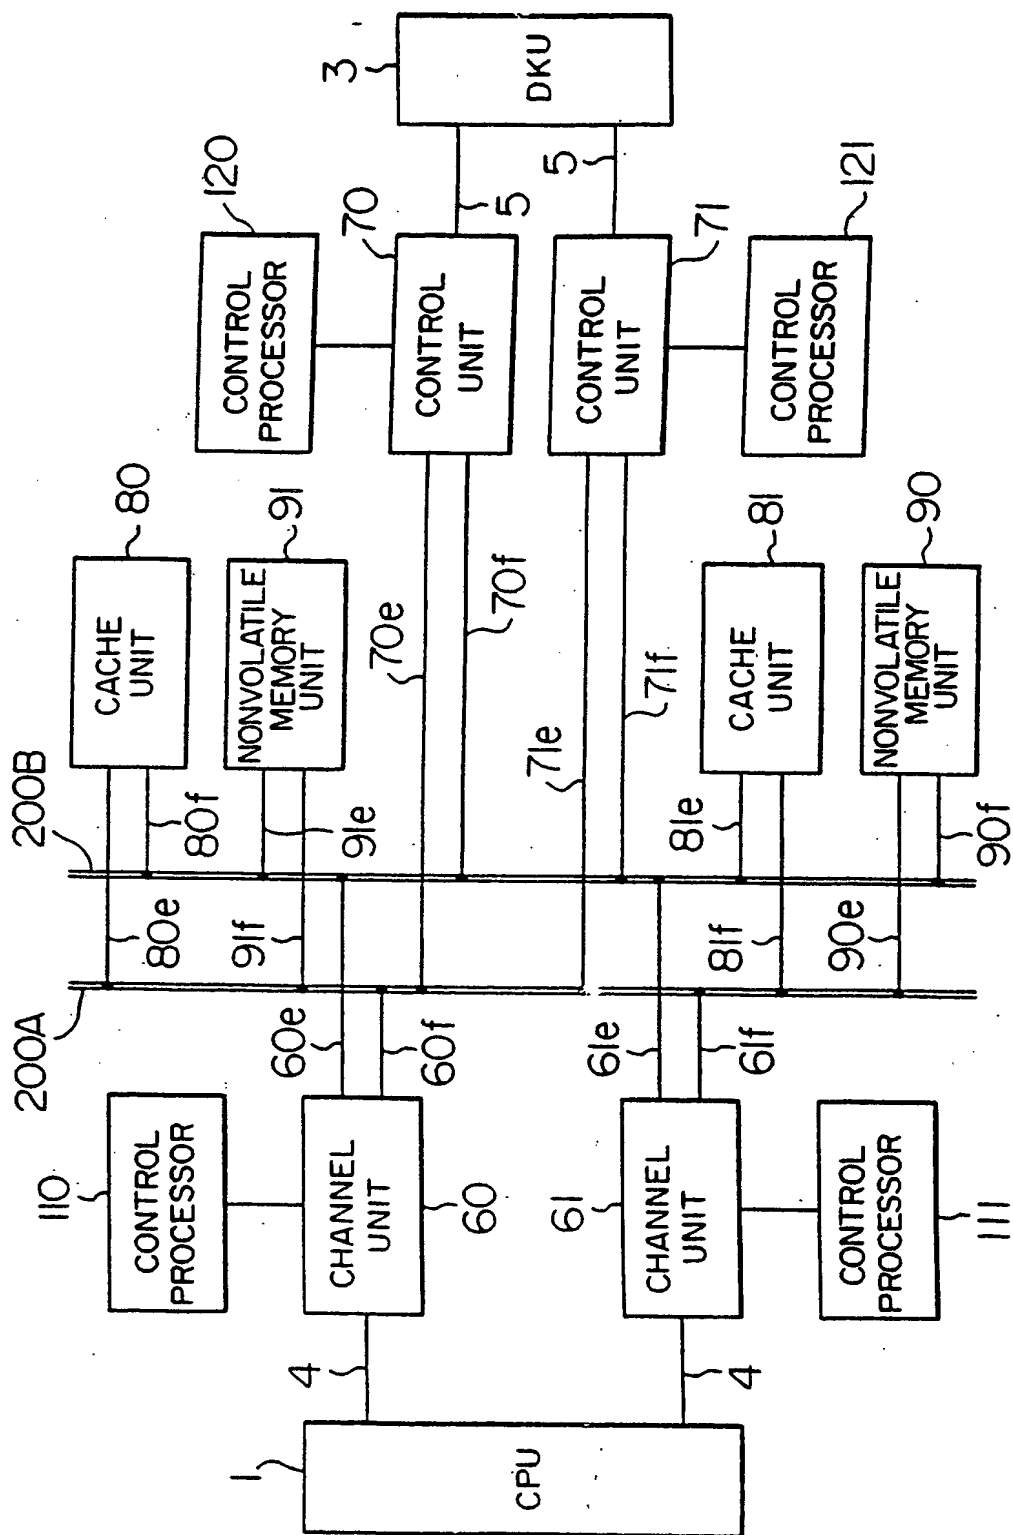 200A
200B
80
110
CONTROL
PROCESSOR
80e
80f
CACHE
UNIT
120
CONTROL
PROCESSOR
91
NONVOLATILE
MEMORY
UNIT
91f
91e
3
DKU
1
CPU
4
CHANNEL
UNIT
60
60e
60f
70e
70f
70
CONTROL
UNIT
5
5
71e
71f
71
CONTROL
UNIT
61
61e
61f
CHANNEL
UNIT
4
81f
81e
CACHE
UNIT
81
121
CONTROL
PROCESSOR
111
CONTROL
PROCESSOR
90e
90f
NONVOLATILE
MEMORY
UNIT
90